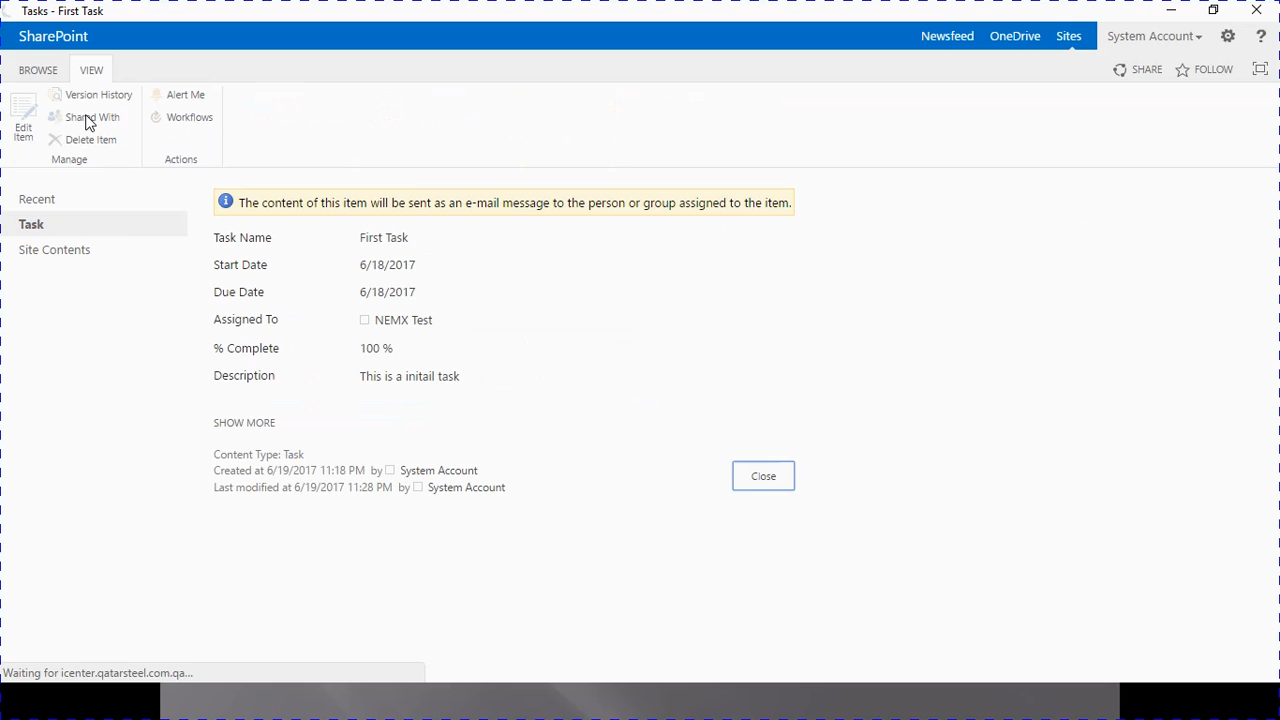 Tasks - First Task
SharePoint
Newsfeed OneDrive Sites System Account ?
BROWSE VIEW
SHARE FOLLOW
Edit Item
Version History
Shared With
Delete Item
Manage
Alert Me
Workflows
Actions
Recent
Task
Site Contents
The content of this item will be sent as an e-mail message to the person or group assigned to the item.
Task Name First Task
Start Date 6/18/2017
Due Date 6/18/2017
Assigned To NEMX Test
% Complete 100 %
Description This is a initail task
SHOW MORE
Content Type: Task
Created at 6/19/2017 11:18 PM by System Account
Last modified at 6/19/2017 11:28 PM by System Account
Close
Waiting for icenter.qatarsteel.com.qa...